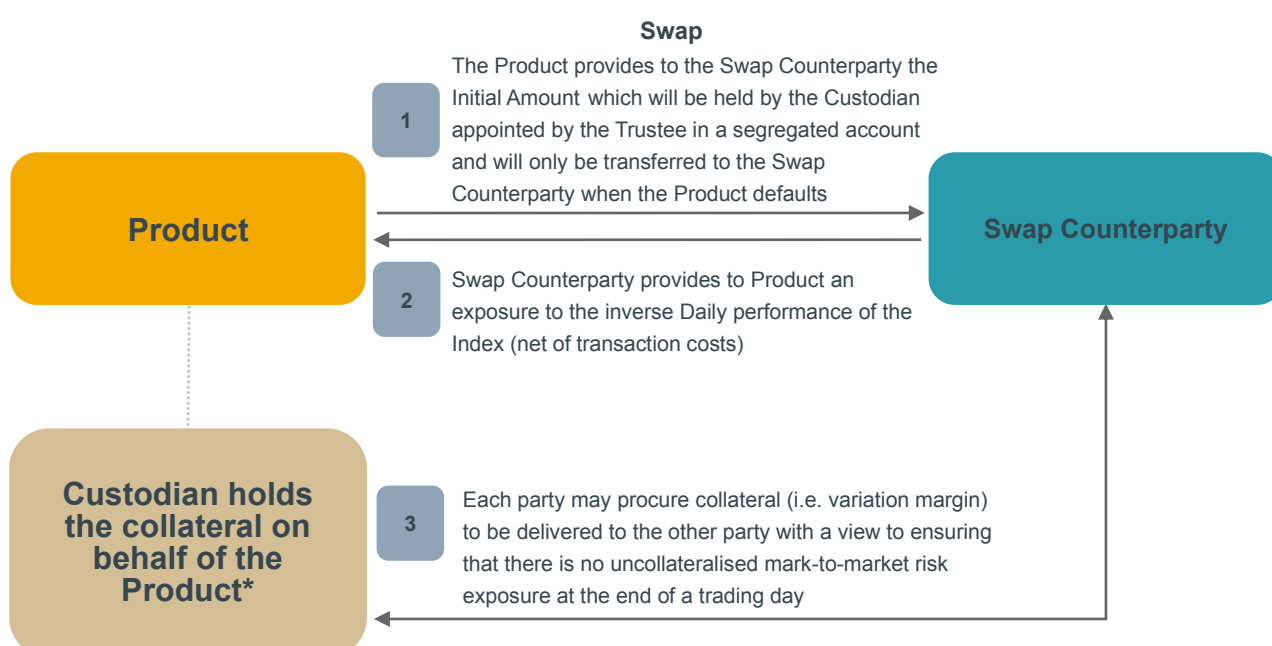 Swap
The Product provides to the Swap Counterparty the
Initial Amount which will be held by the Custodian
appointed by the Trustee in a segregated account
and will only be transferred to the Swap
Counterparty when the Product defaults
1
Product
Swap Counterparty
2
Swap Counterparty provides to Product an
exposure to the inverse Daily performance of the
Index (net of transaction costs)
Custodian holds
the collateral on
behalf of the
Product*
3
Each party may procure collateral (i.e. variation margin)
to be delivered to the other party with a view to ensuring
that there is no uncollateralised mark-to-market risk
exposure at the end of a trading day